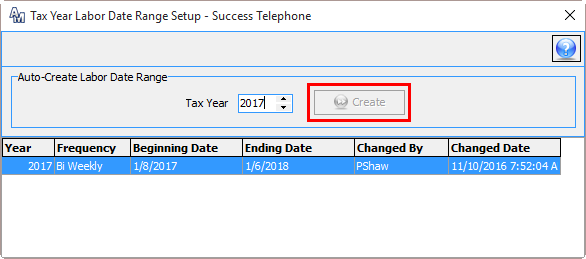 AM Tax Year Labor Date Range Setup - Success Telephone
?
Auto-Create Labor Date Range
Tax Year 2017 Create
Year Frequency Beginning Date Ending Date Changed By Changed Date
2017 Bi Weekly 1/8/2017 1/6/2018 PShaw 11/10/2016 7:52:04 A